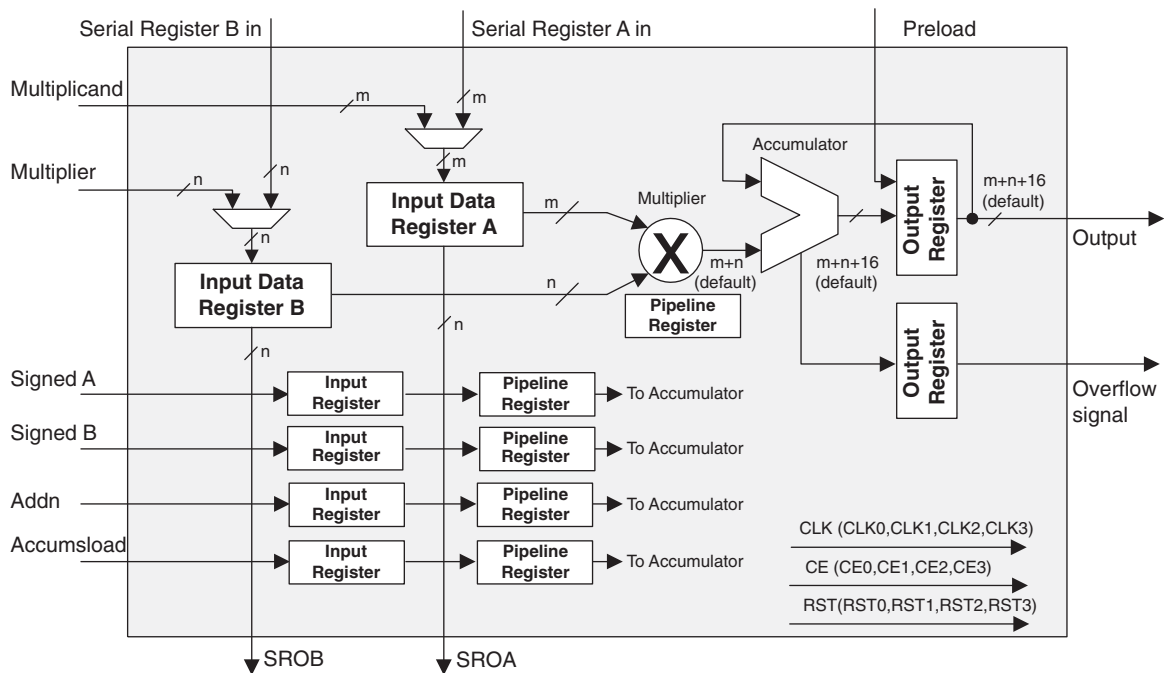 Serial Register B in
Serial Register A in
Preload
Multiplicand
m
m
Accumulator
Multiplier
n
n
m
Input Data
Register A
m
Multiplier
X
m+n
(default)
m+n+16
(default)
Output
Register
m+n+16
(default)
Output
n
Input Data
Register B
n
Pipeline
Register
n
n
Output
Register
Overflow
signal
Signed A
Input
Register
Pipeline
Register
To Accumulator
Signed B
Input
Register
Pipeline
Register
To Accumulator
Addn
Input
Register
Pipeline
Register
To Accumulator
Accumsload
Input
Register
Pipeline
Register
To Accumulator
CLK (CLK0,CLK1,CLK2,CLK3)
CE (CE0,CE1,CE2,CE3)
RST(RST0,RST1,RST2,RST3)
SROB
SROA